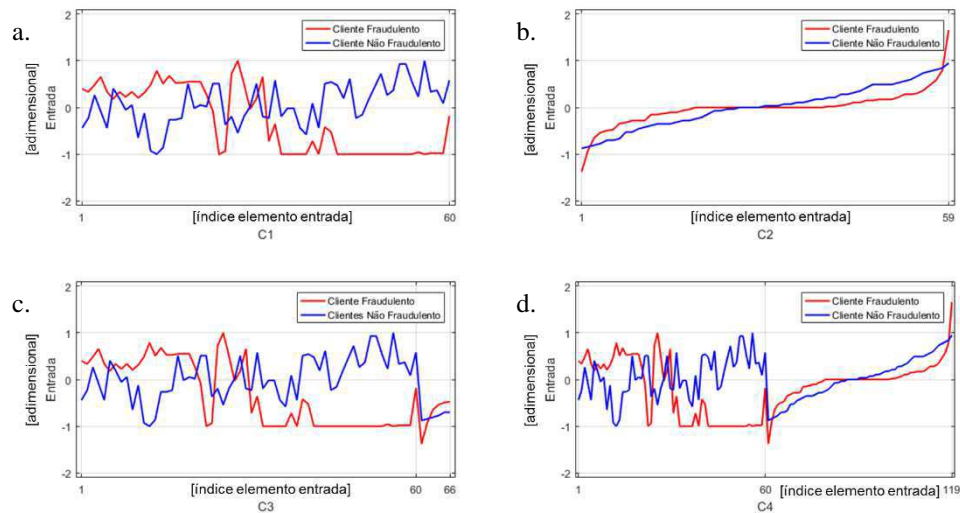 a.
2
1
0
-1
-2
[adimensional]
Entrada
Cliente Fraudulento
Cliente Não Fraudulento
1
[índice elemento entrada]
60
C1
b.
2
1
0
-1
-2
[adimensional]
Entrada
Cliente Fraudulento
Cliente Não Fraudulento
1
[índice elemento entrada]
59
C2
c.
2
1
0
-1
-2
[adimensional]
Entrada
Cliente Fraudulento
Clientes Não Fraudulento
1
[índice elemento entrada]
60
66
C3
d.
2
1
0
-1
-2
[adimensional]
Entrada
Cliente Fraudulento
Cliente Não Fraudulento
1
60
[índice elemento entrada]
119
C4